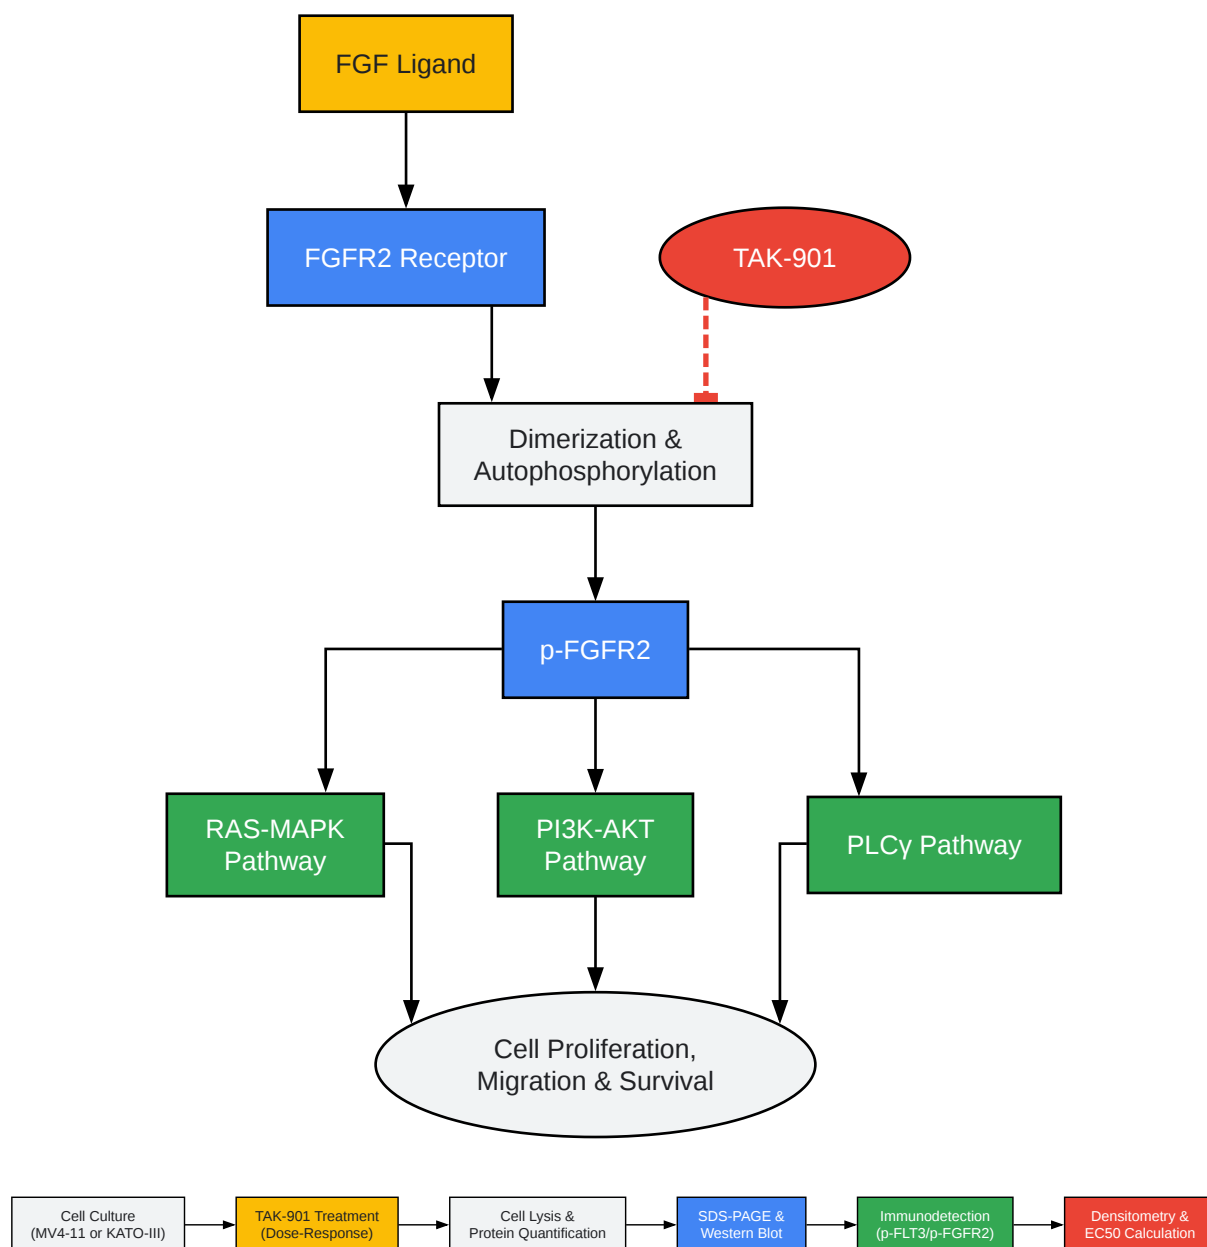 FGF Ligand
FGFR2 Receptor
TAK-901
Dimerization &
Autophosphorylation
p-FGFR2
RAS-MAPK
Pathway
PI3K-AKT
Pathway
PLCγ Pathway
Cell Proliferation,
Migration & Survival
Cell Culture
(MV4-11 or KATO-III)
TAK-901 Treatment
(Dose-Response)
Cell Lysis &
Protein Quantification
SDS-PAGE &
Western Blot
Immunodetection
(p-FLT3/p-FGFR2)
Densitometry &
EC50 Calculation